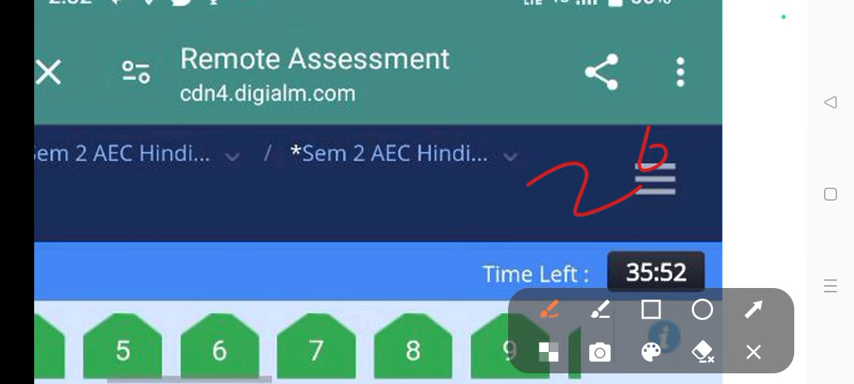 Remote Assessment
cdn4.digialm.com
Sem 2 AEC Hindi... / *Sem 2 AEC Hindi...
Time Left : 35:52
5 6 7 8 9